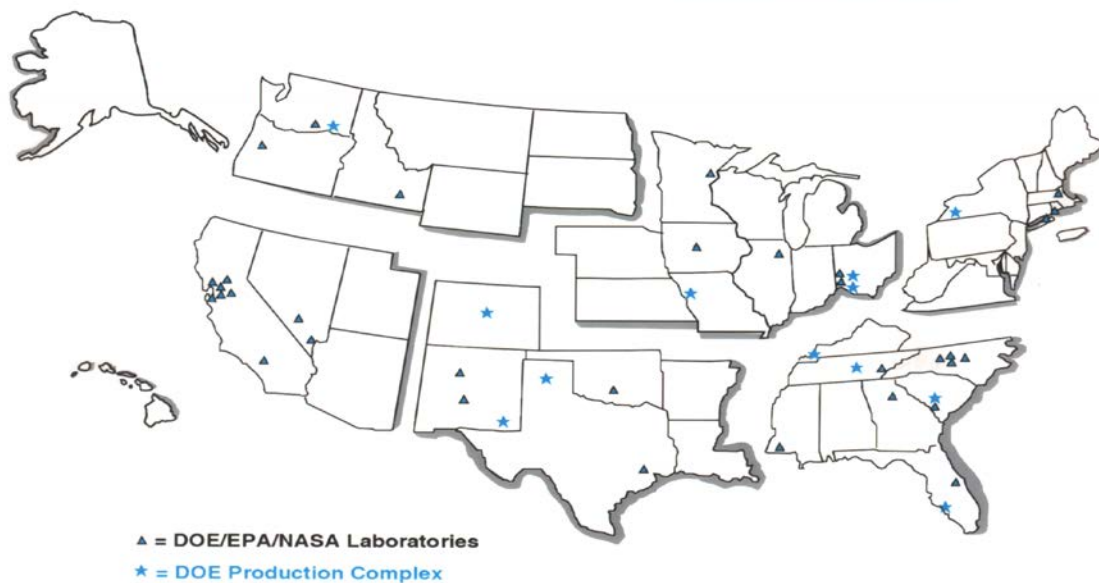 ▲ = DOE/EPA/NASA Laboratories
★ = DOE Production Complex